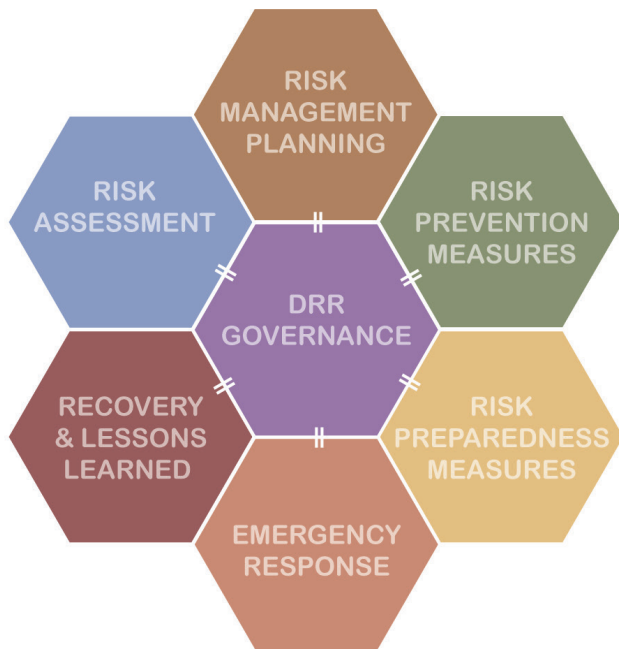 RISK
MANAGEMENT
PLANNING
RISK
ASSESSMENT
RISK
PREVENTION
MEASURES
DRR
GOVERNANCE
RECOVERY
& LESSONS
LEARNED
RISK
PREPAREDNESS
MEASURES
EMERGENCY
RESPONSE